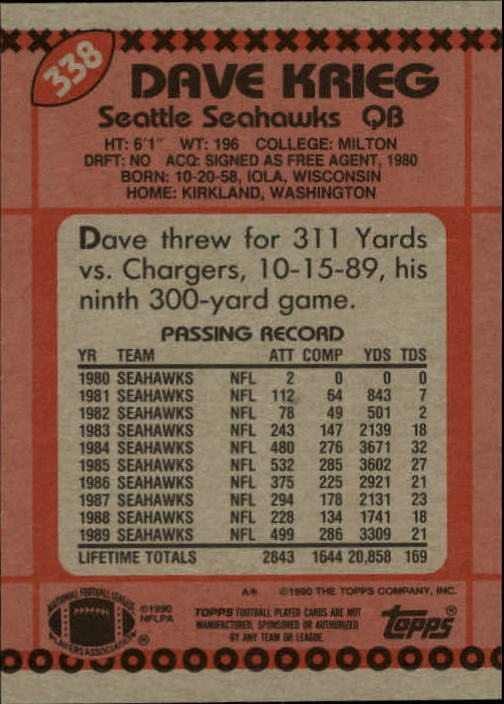 338
DAVE KRIEG
Seattle Seahawks QB
HT: 6'1" WT: 196 COLLEGE: MILTON
DRFT: NO ACQ: SIGNED AS FREE AGENT, 1980
BORN: 10-20-58, IOLA, WISCONSIN
HOME: KIRKLAND, WASHINGTON
Dave threw for 311 Yards
vs. Chargers, 10-15-89, his
ninth 300-yard game.
PASSING RECORD
YR TEAM ATT COMP YDS TDS
1980 SEAHAWKS NFL 2 0 0 0
1981 SEAHAWKS NFL 112 64 843 7
1982 SEAHAWKS NFL 78 49 501 2
1983 SEAHAWKS NFL 243 147 2139 18
1984 SEAHAWKS NFL 480 276 3671 32
1985 SEAHAWKS NFL 532 285 3602 27
1986 SEAHAWKS NFL 375 225 2921 21
1987 SEAHAWKS NFL 294 178 2131 23
1988 SEAHAWKS NFL 228 134 1741 18
1989 SEAHAWKS NFL 499 286 3309 21
LIFETIME TOTALS 2843 1644 20,858 169
A* ©1990 THE TOPPS COMPANY, INC.
NATIONAL FOOTBALL LEAGUE
PLAYERS ASSOCIATION ®
©1990
NFLPA
TOPPS FOOTBALL PLAYER CARDS ARE NOT
MANUFACTURED, SPONSORED OR AUTHORIZED
BY ANY TEAM OR LEAGUE.
topps®